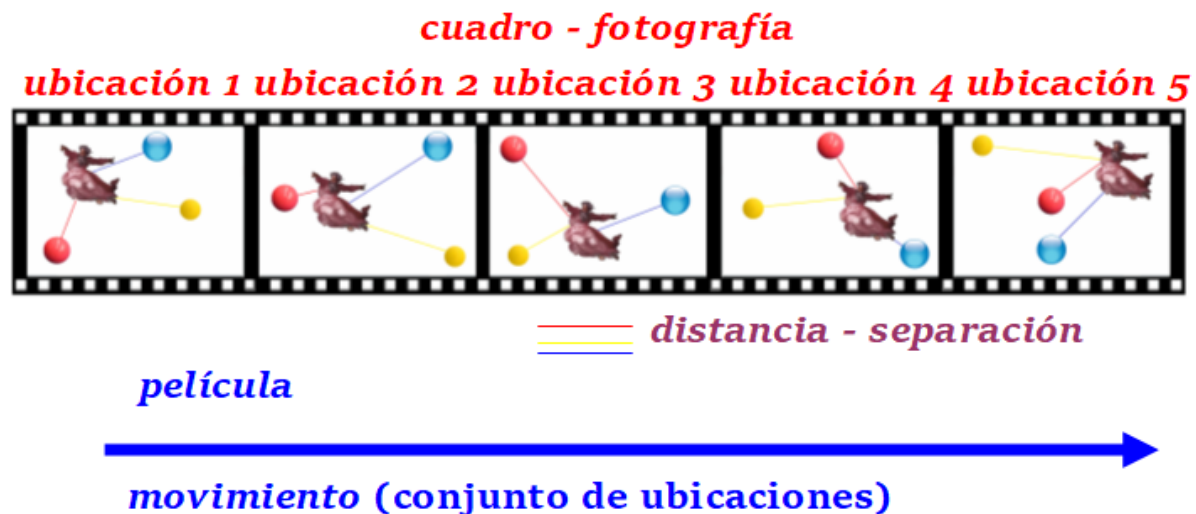 cuadro - fotografía
ubicación 1 ubicación 2 ubicación 3 ubicación 4 ubicación 5
distancia - separación
película
movimiento (conjunto de ubicaciones)